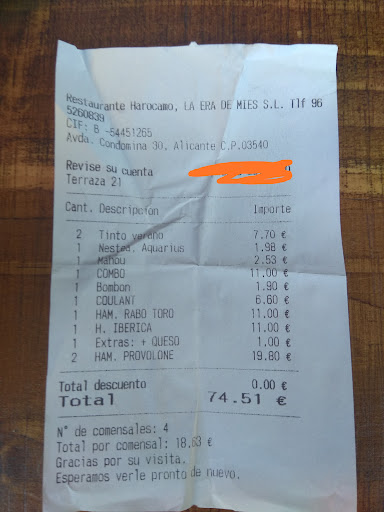 Restaurante Harocamo, LA ERA DE MIES S.L. Tlf 96
5260839
CIF: B -54451265
Avda. Condomina 30, Alicante C.P.03540
Revise su cuenta
Terraza 21
Cant. Descripcion Importe
2 Tinto verano 7.70 €
1 Nestea. Aquarius 1.98 €
1 Mahou 2.53 €
1 COMBO 11.00 €
1 Bombon 1.90 €
1 COULANT 6.60 €
1 HAM. RABO TORO 11.00 €
1 H. IBERICA 11.00 €
1 Extras: + QUESO 1.00 €
2 HAM. PROVOLONE 19.80 €
Total descuento 0.00 €
Total 74.51 €
N° de comensales: 4
Total por comensal: 18,63 €
Gracias por su visita.
Esperamos verle pronto de nuevo.